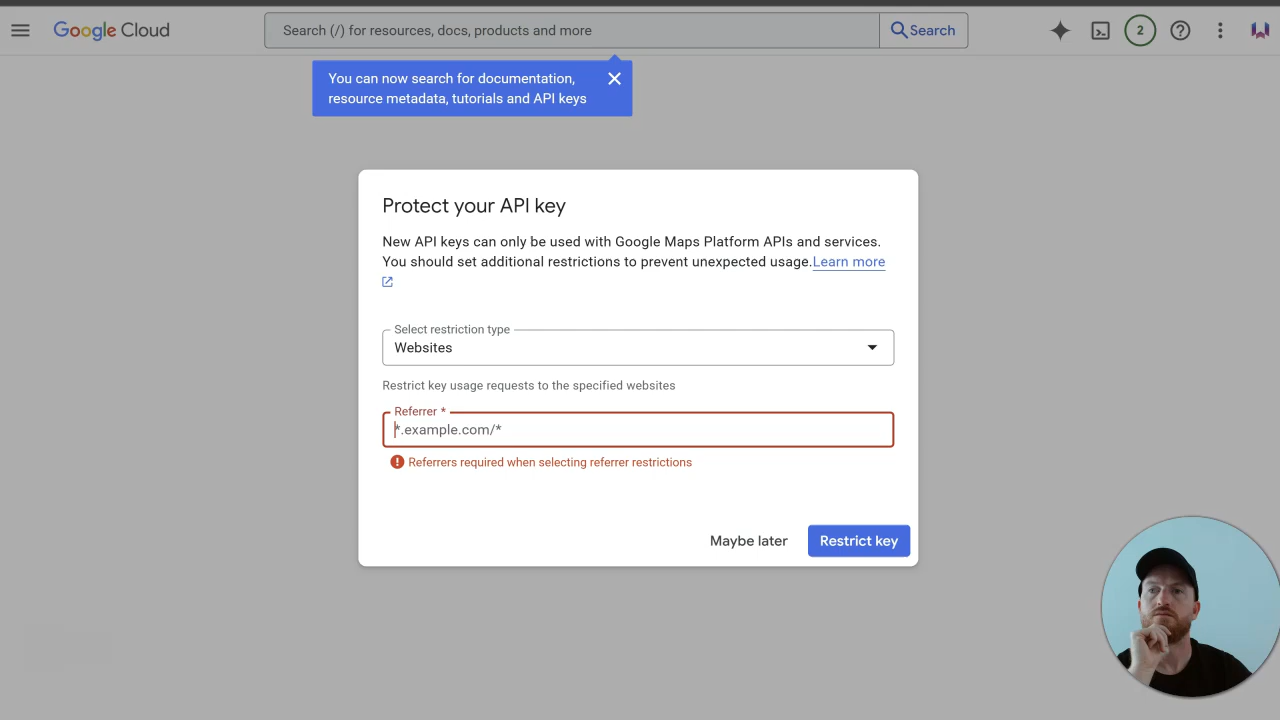 Google Cloud
Search (/) for resources, docs, products and more
Search
2
You can now search for documentation,
resource metadata, tutorials and API keys
Protect your API key
New API keys can only be used with Google Maps Platform APIs and services.
You should set additional restrictions to prevent unexpected usage.Learn more
Select restriction type
Websites
Restrict key usage requests to the specified websites
Referrer *
*.example.com/*
Referrers required when selecting referrer restrictions
Maybe later
Restrict key